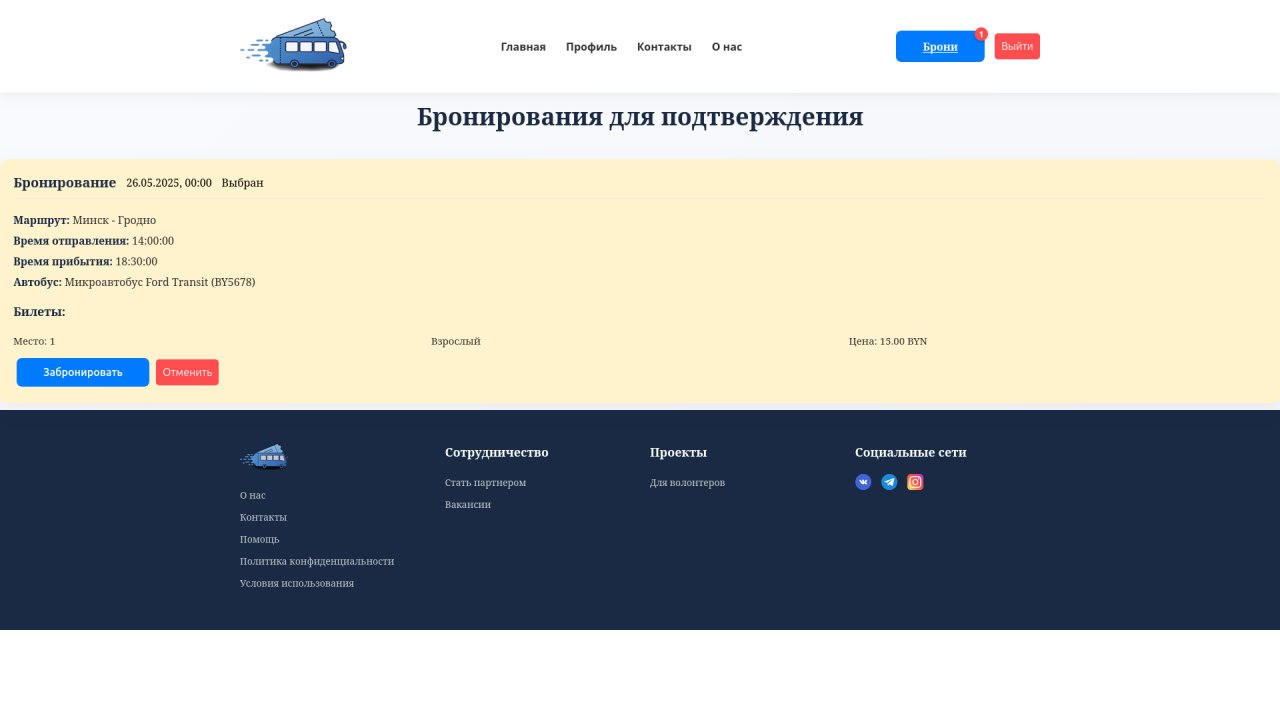 Главная Профиль Контакты О нас Брони 1 Выйти
Бронирования для подтверждения
Бронирование 26.05.2025, 00:00 Выбран
Маршрут: Минск - Гродно
Время отправления: 14:00:00
Время прибытия: 18:30:00
Автобус: Микроавтобус Ford Transit (BY5678)
Билеты:
Место: 1 Взрослый Цена: 15.00 BYN
Забронировать Отменить
Сотрудничество Проекты Социальные сети
Стать партнером Для волонтеров
О нас Вакансии
Контакты
Помощь
Политика конфиденциальности
Условия использования